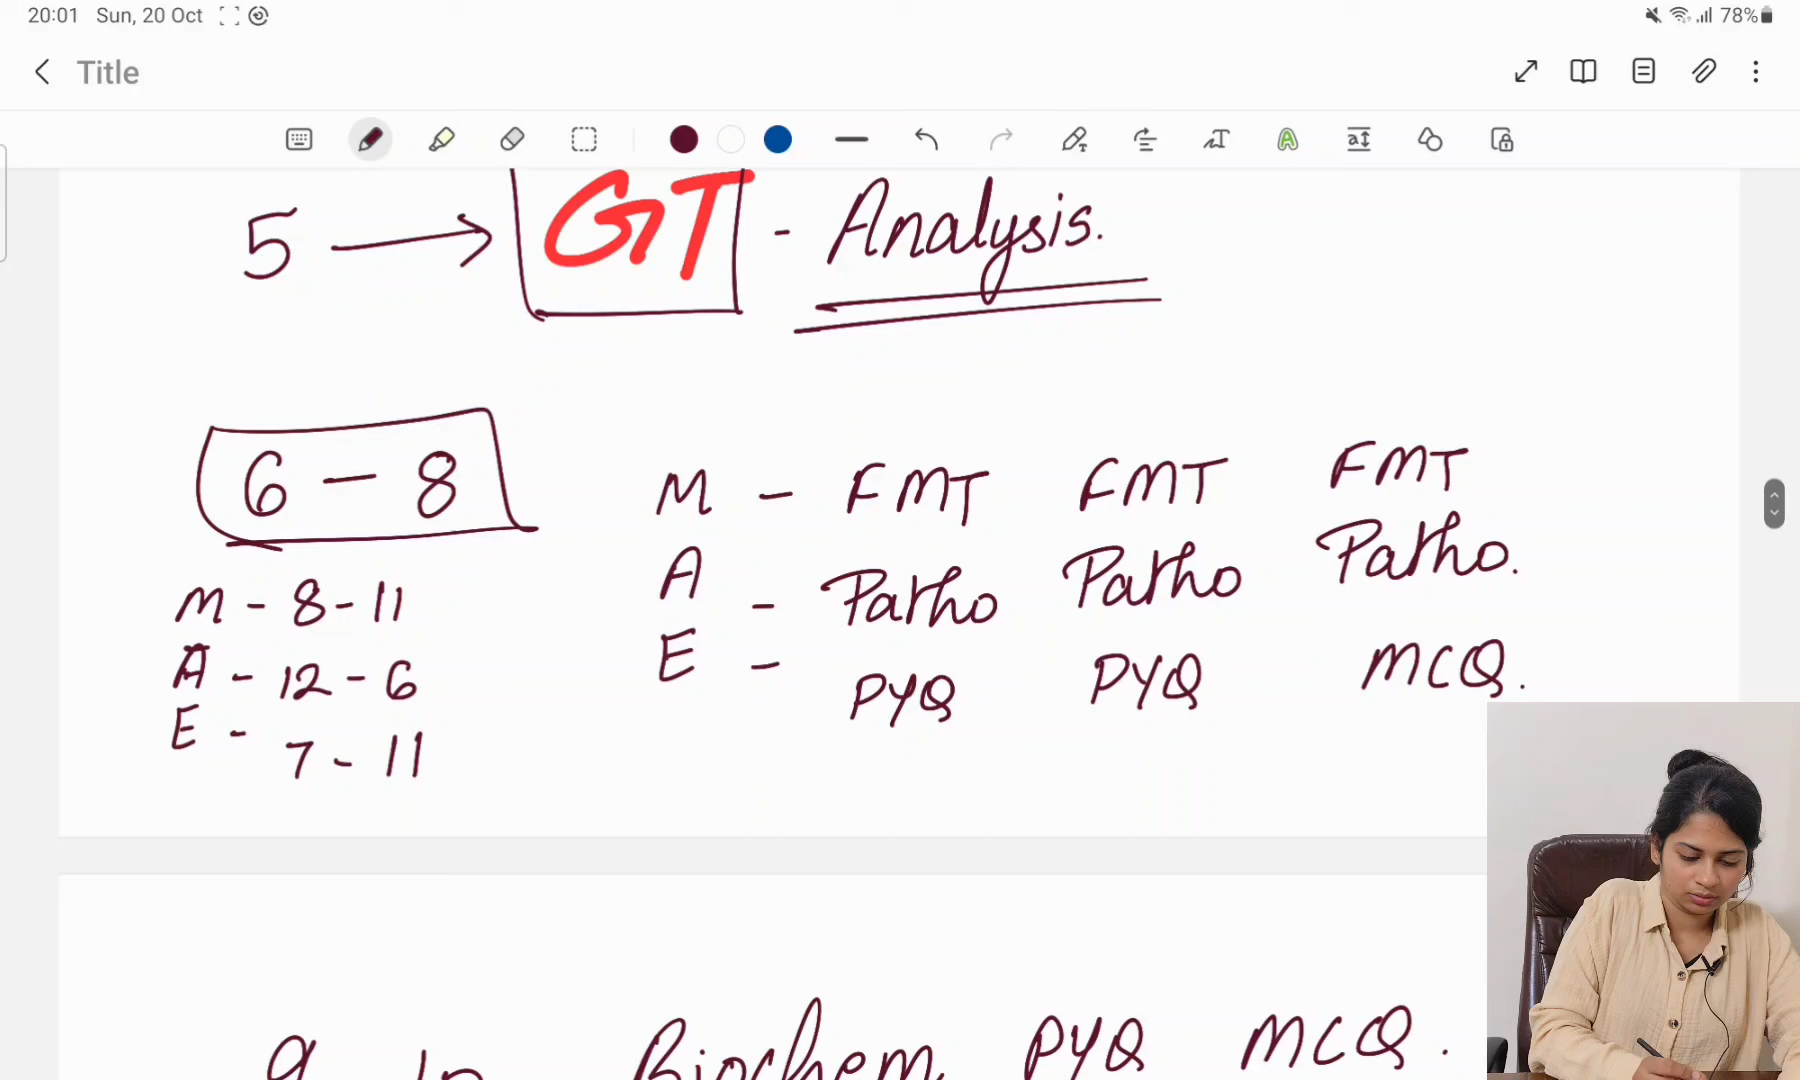 20:01 Sun, 20 Oct 78%
Title
5 → GT - Analysis.
6 - 8
M - FMT FMT FMT
A - Patho Patho Patho.
E - PYQ PYQ MCQ.
M - 8 - 11
A - 12 - 6
E - 7 - 11
Biochem PYQ MCQ.